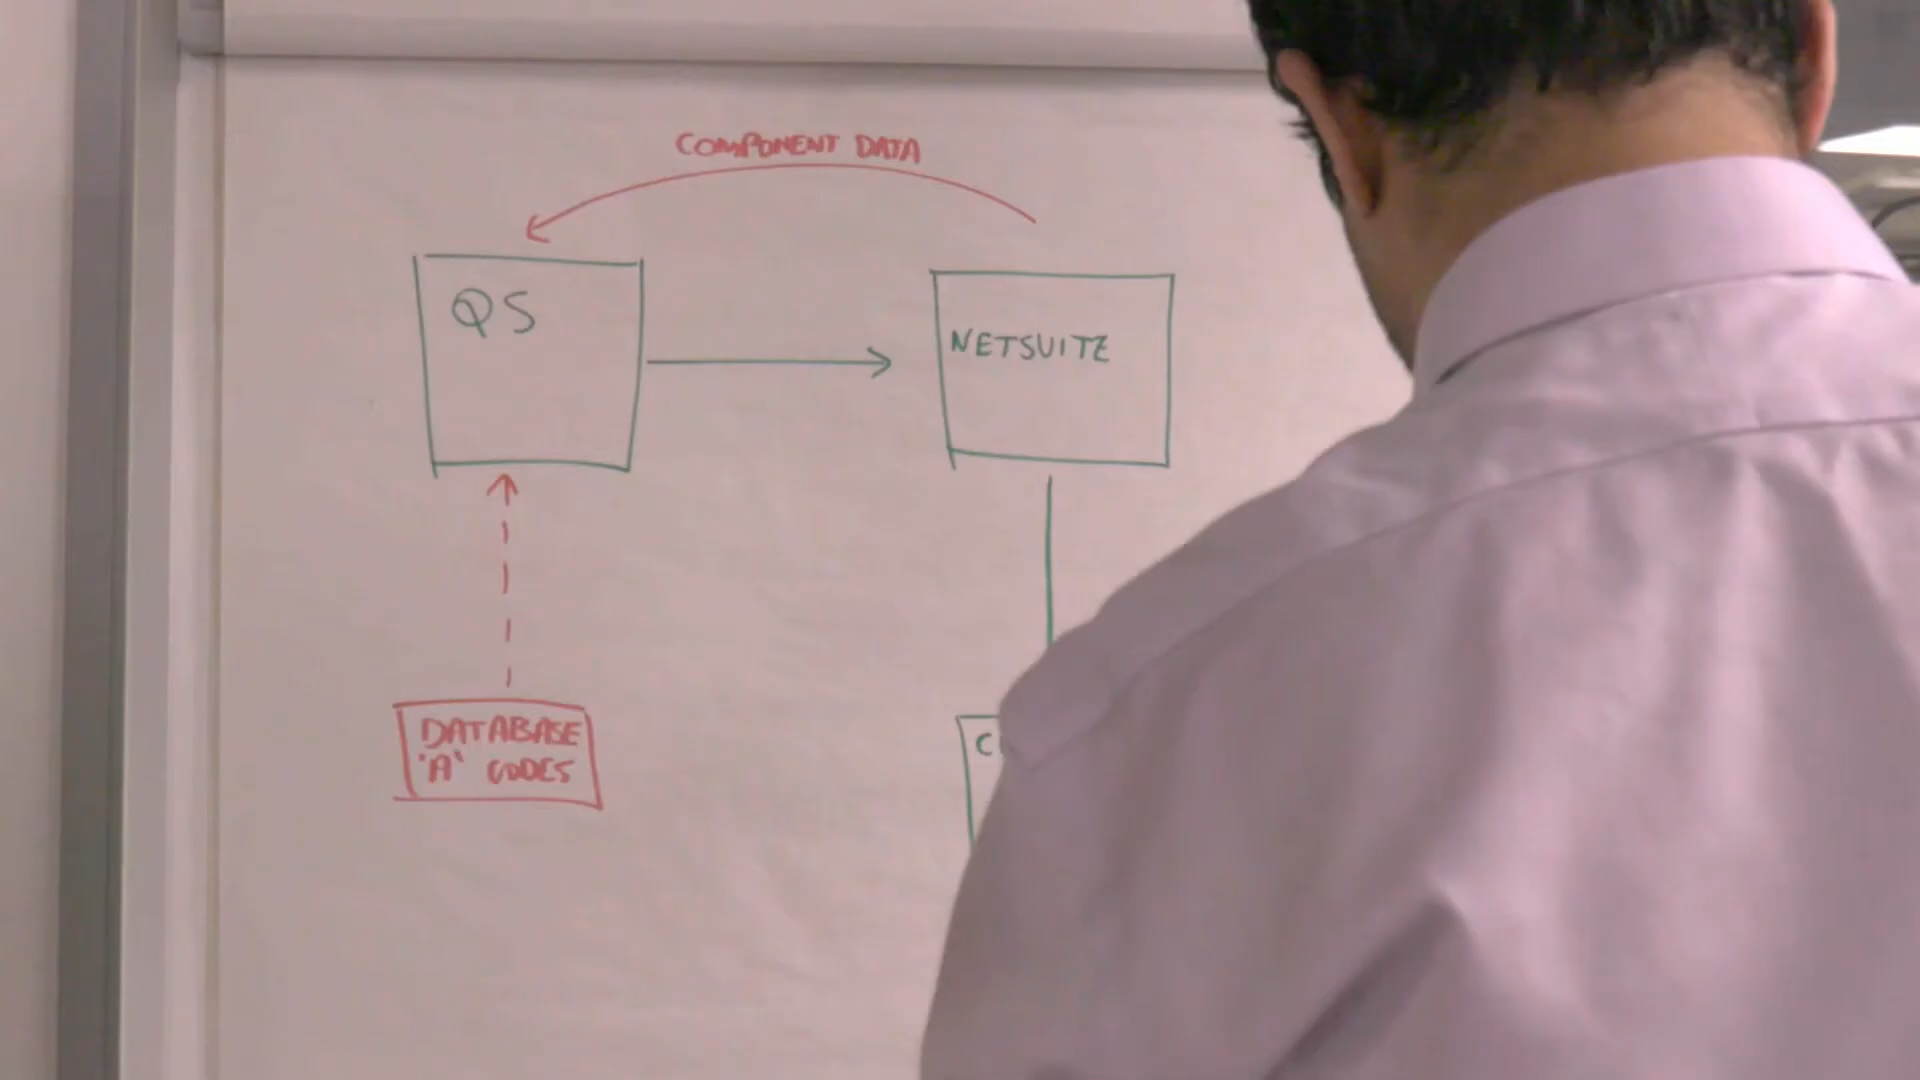 COMPONENT DATA
QS
NETSUITE
DATABASE
'A' CODES
C